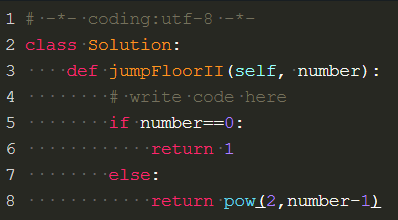 1 # -*- coding:utf-8 -*-
2 class Solution:
3     def jumpFloorII(self, number):
4         # write code here
5         if number==0:
6             return 1
7         else:
8             return pow(2,number-1)